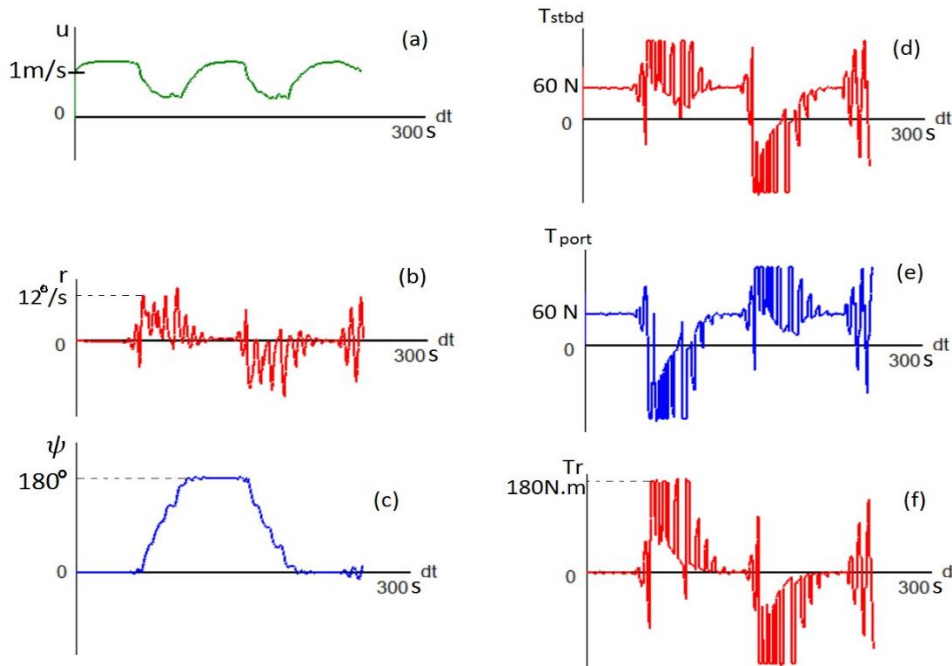 u
(a)
1m/s
0
dt
300 s
r
(b)
12°/s
0
dt
300 s
ψ
180°
(c)
0
dt
300 s
Tstbd
(d)
60 N
0
dt
300 s
Tport
(e)
60 N
0
dt
300 s
Tr
180N.m
(f)
0
d
300 s